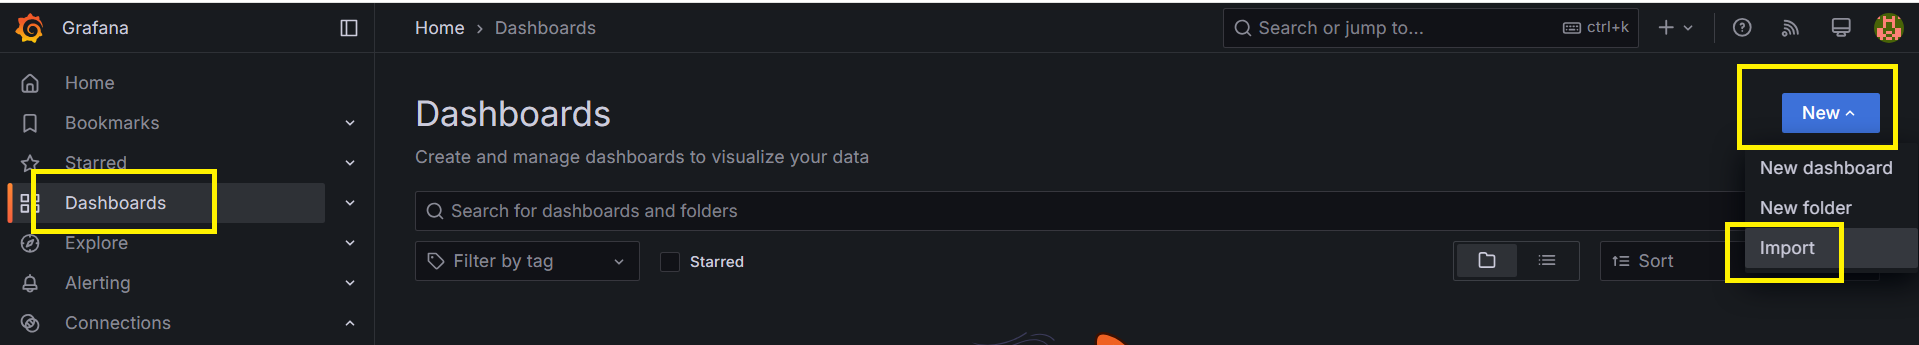 Grafana
Home
Bookmarks
Starred
Dashboards
Explore
Alerting
Connections
Home > Dashboards
Search or jump to... ctrl+k
Dashboards
Create and manage dashboards to visualize your data
New
New dashboard
New folder
Import
Search for dashboards and folders
Filter by tag
Starred
Sort